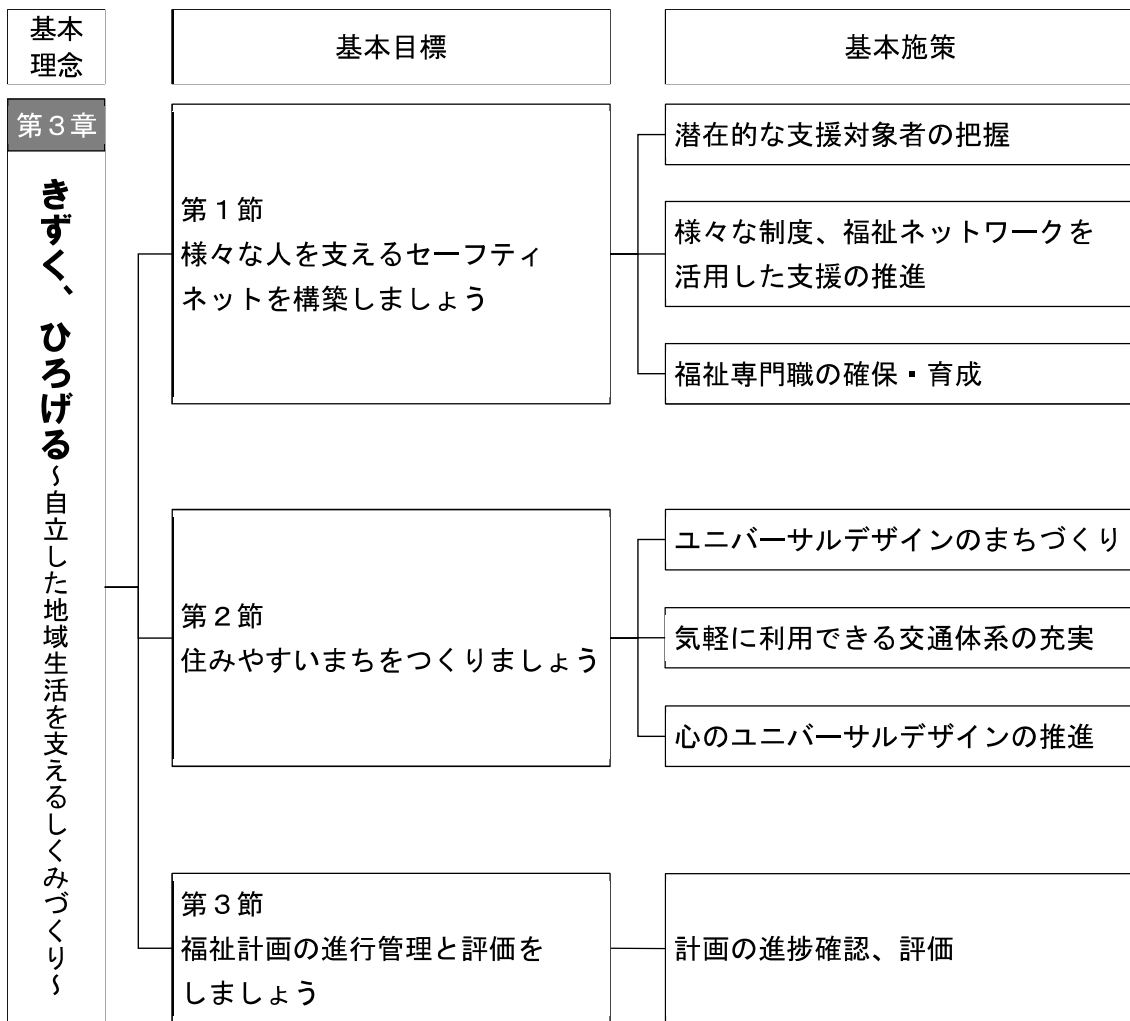 基本
理念
基本目標
基本施策
第３章
きずく、ひろげる～自立した地域生活を支えるしくみづくり～
第１節
様々な人を支えるセーフティ
ネットを構築しましょう
潜在的な支援対象者の把握
様々な制度、福祉ネットワークを
活用した支援の推進
福祉専門職の確保・育成
第２節
住みやすいまちをつくりましょう
ユニバーサルデザインのまちづくり
気軽に利用できる交通体系の充実
心のユニバーサルデザインの推進
第３節
福祉計画の進行管理と評価を
しましょう
計画の進捗確認、評価